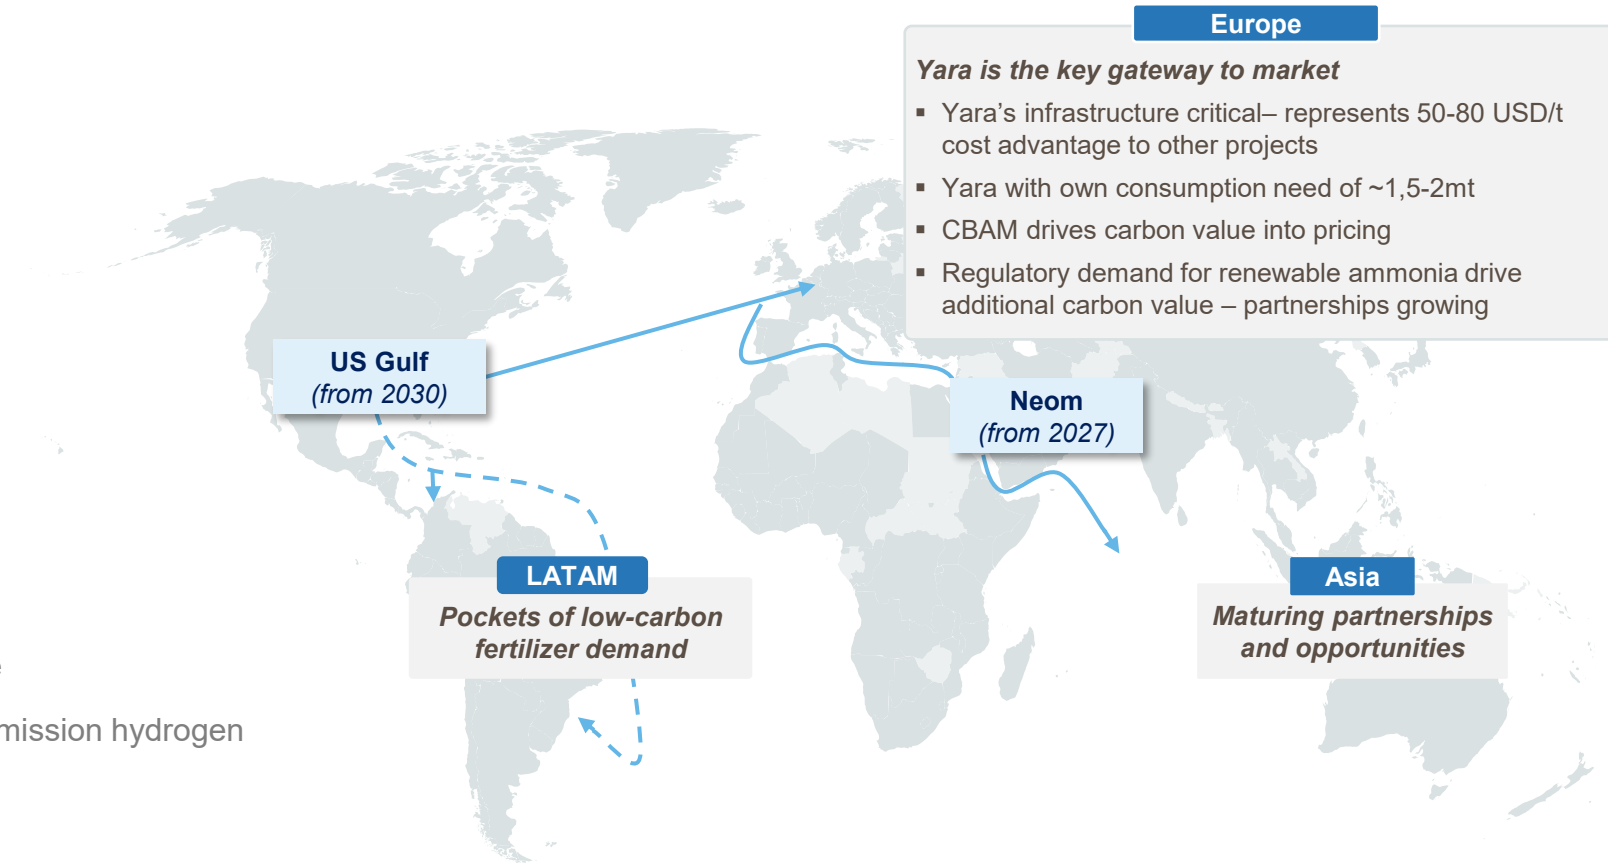 Europe
Yara is the key gateway to market
▪ Yara's infrastructure critical– represents 50-80 USD/t
cost advantage to other projects
▪ Yara with own consumption need of ~1,5-2mt
▪ CBAM drives carbon value into pricing
▪ Regulatory demand for renewable ammonia drive
additional carbon value – partnerships growing
US Gulf
(from 2030)
Neom
(from 2027)
LATAM
Pockets of low-carbon
fertilizer demand
Asia
Maturing partnerships
and opportunities
mission hydrogen